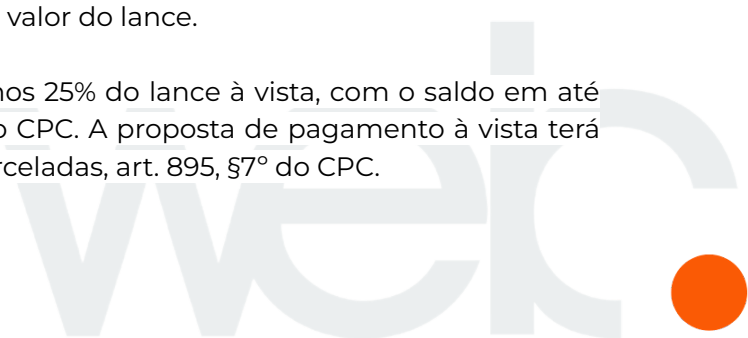 valor do lance.
nos 25% do lance à vista, com o saldo em até
o CPC. A proposta de pagamento à vista terá
rceladas, art. 895, §7º do CPC.